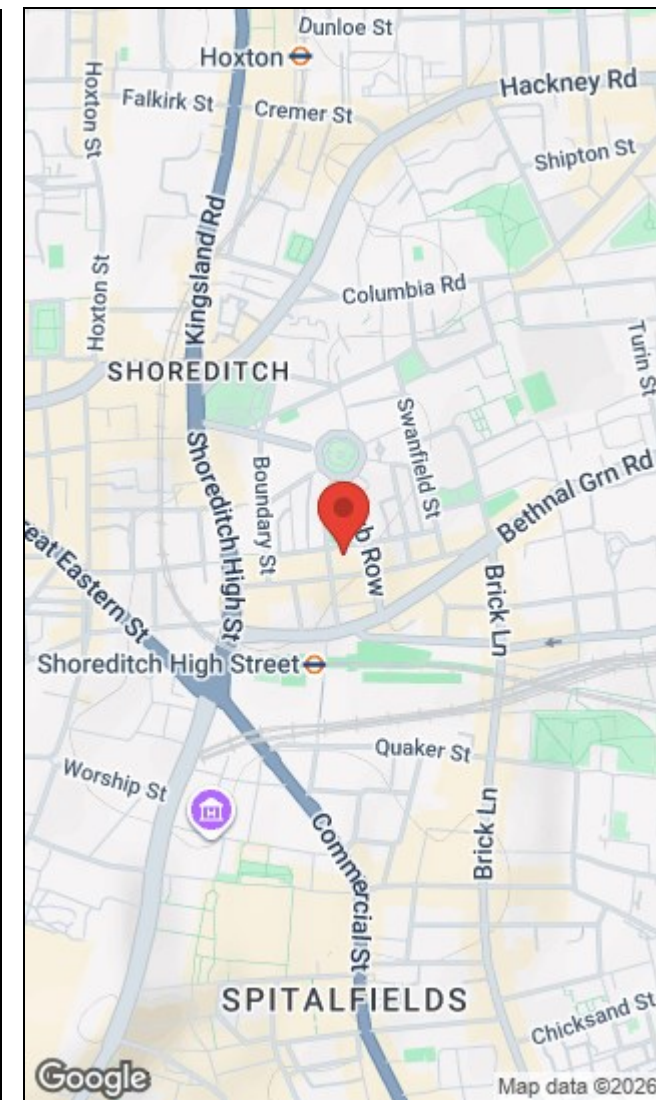 Dunloe St
Hoxton
Hackney Rd
Hoxton St
Falkirk St
Cremer St
Shipton St
Kingsland Rd
Hoxton St
Columbia Rd
Turin St
SHOREDITCH
Swanfield St
Shoreditch High St
Boundary St
Bethnal Grn Rd
b Row
reat Eastern St
Brick Ln
Shoreditch High Street
Quaker St
Worship St
Brick Ln
Commercial St
SPITALFIELDS
Chicksand St
Google
Map data ©2026